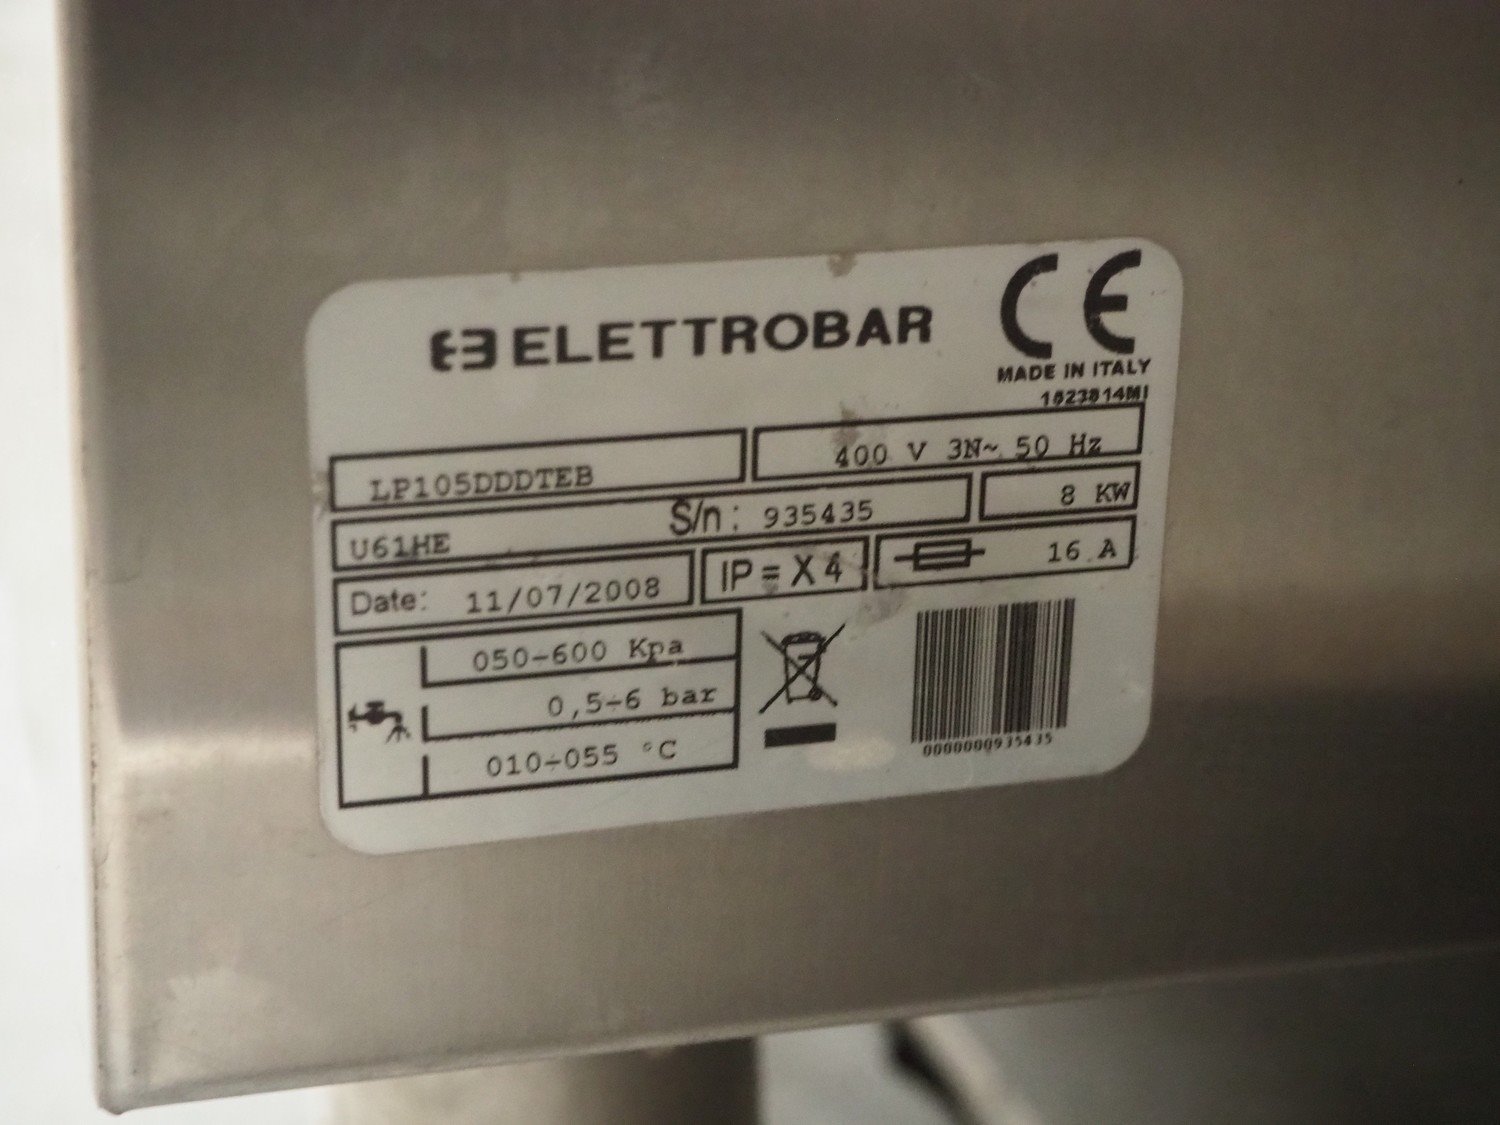 ELETTROBAR
CE
MADE IN ITALY
1623814MI
LP105DDDTEB
400 V 3N~ 50 Hz
U61HE S/n: 935435
8 KW
Date: 11/07/2008
IP = X 4
16 A
050-600 Kpa
0,5÷6 bar
010÷055 °C
0000000935435